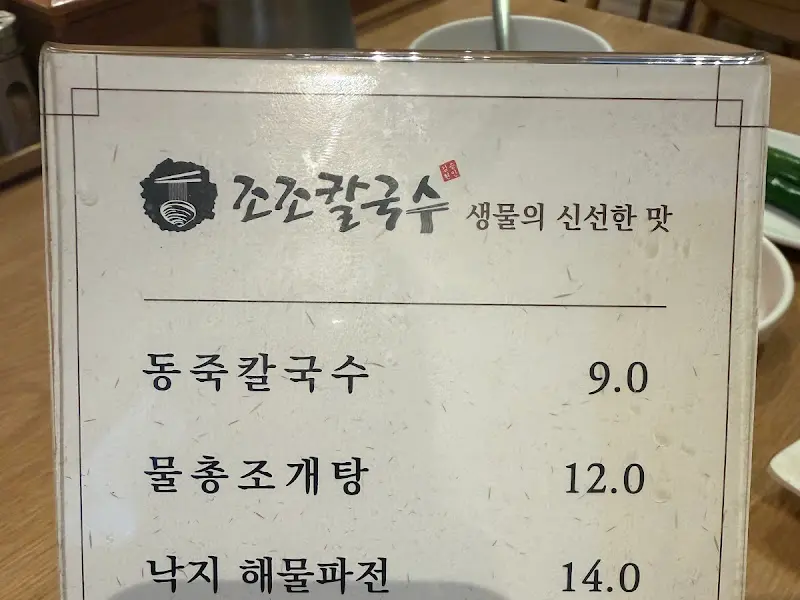 조조칼국수 생물의 신선한 맛
동죽칼국수 9.0
물총조개탕 12.0
낙지 해물파전 14.0